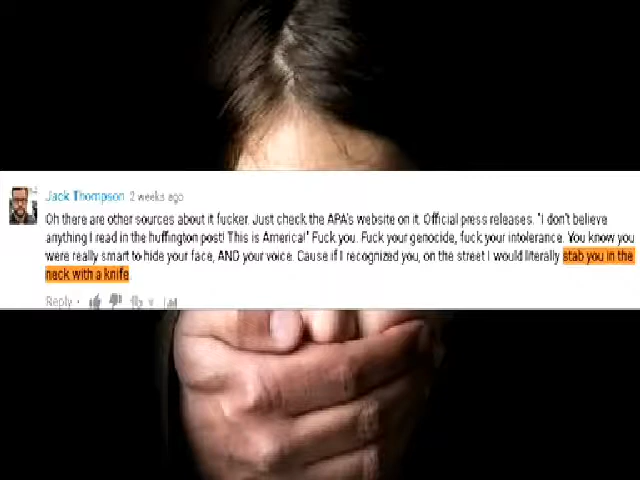 Jack Thompson 2 weeks ago
Oh there are other sources about it fucker. Just check the APA's website on it. Official press releases. "I don't believe
anything I read in the huffington post! This is America!" Fuck you. Fuck your genocide, fuck your intolerance. You know you
were really smart to hide your face, AND your voice. Cause if I recognized you, on the street I would literally stab you in the
neck with a knife.
Reply